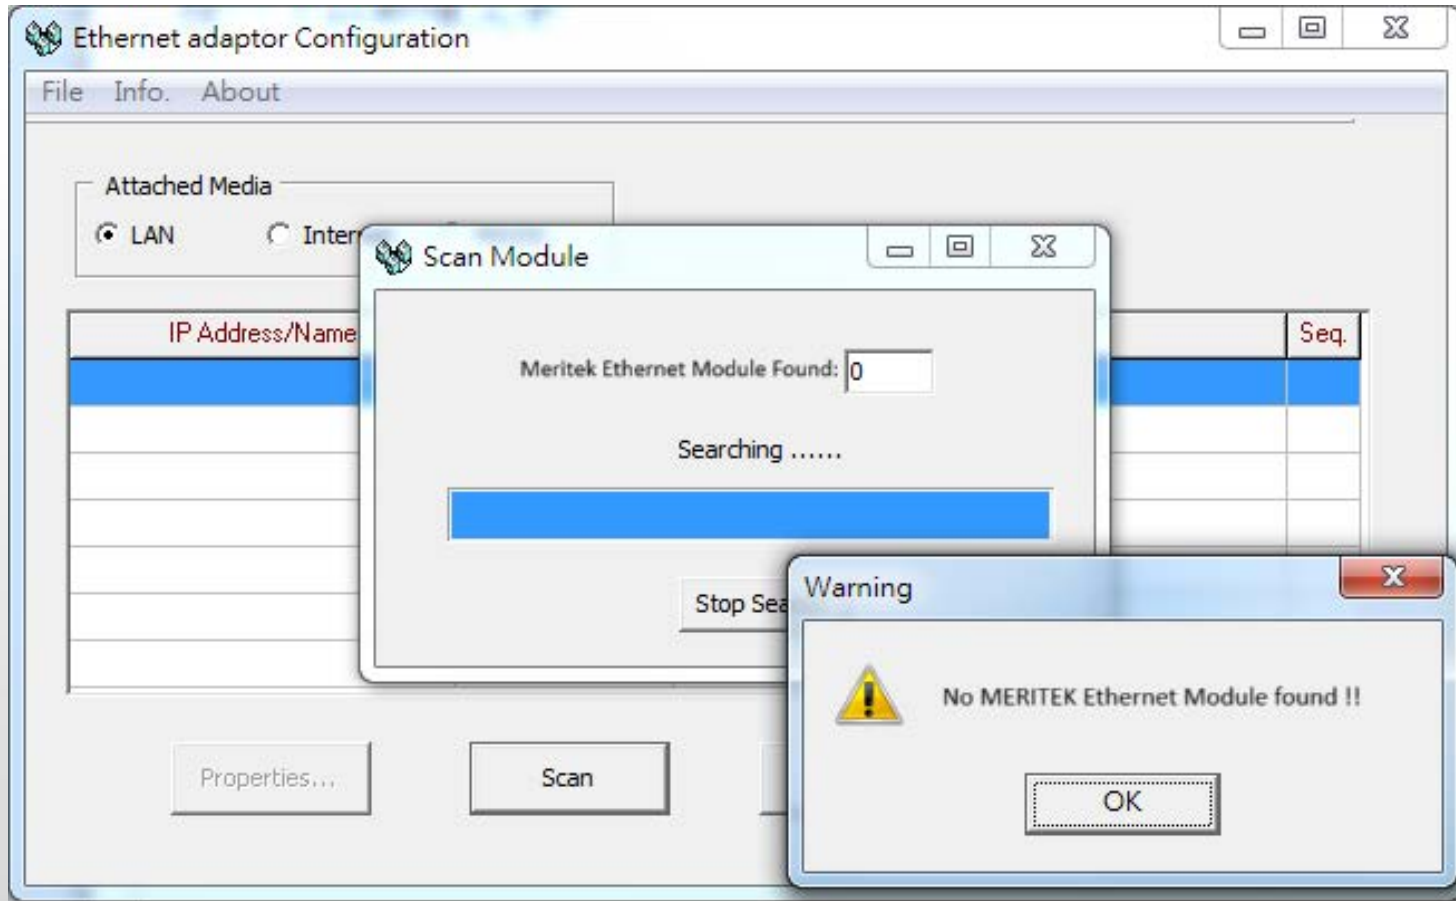 Ethernet adaptor Configuration
File Info. About
Attached Media
LAN
IP Address/Name
Seq.
Scan Module
Meritek Ethernet Module Found: 0
Searching ......
Stop
Warning
No MERITEK Ethernet Module found !!
OK
Properties...
Scan